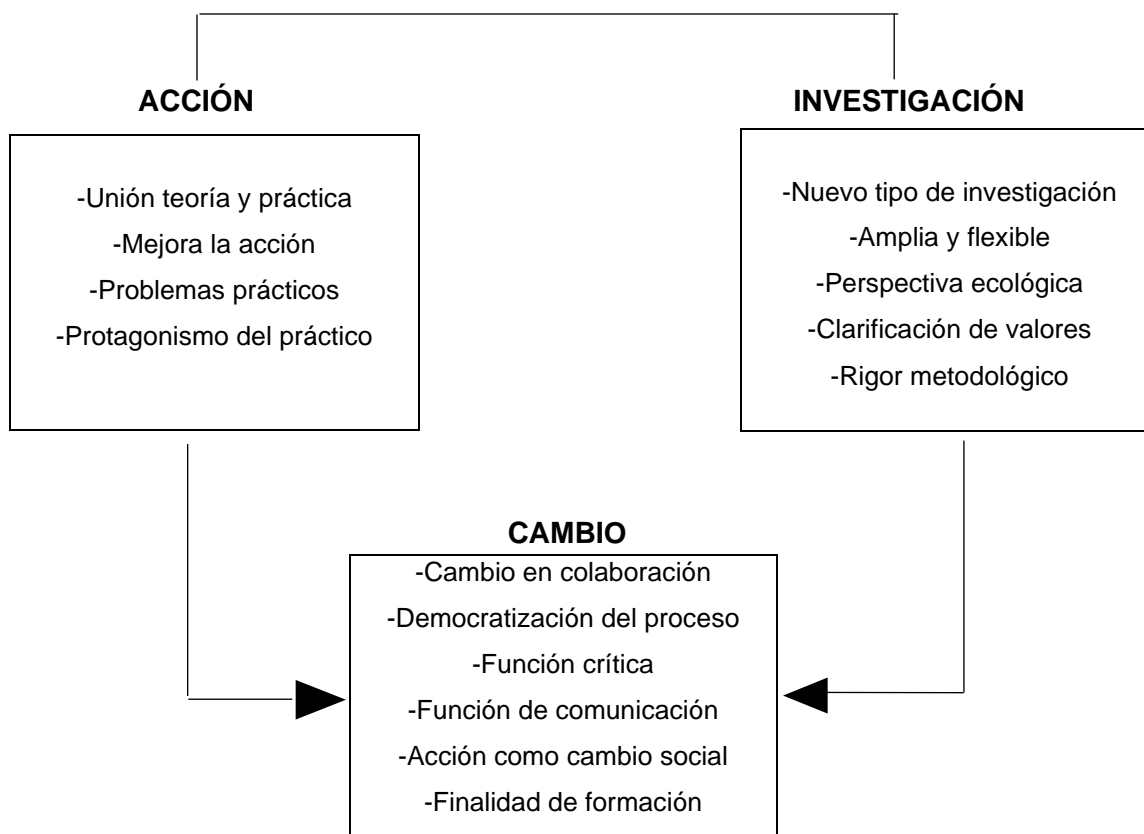 ACCIÓN
-Unión teoría y práctica
-Mejora la acción
-Problemas prácticos
-Protagonismo del práctico
INVESTIGACIÓN
-Nuevo tipo de investigación
-Amplia y flexible
-Perspectiva ecológica
-Clarificación de valores
-Rigor metodológico
CAMBIO
-Cambio en colaboración
-Democratización del proceso
-Función crítica
-Función de comunicación
-Acción como cambio social
-Finalidad de formación